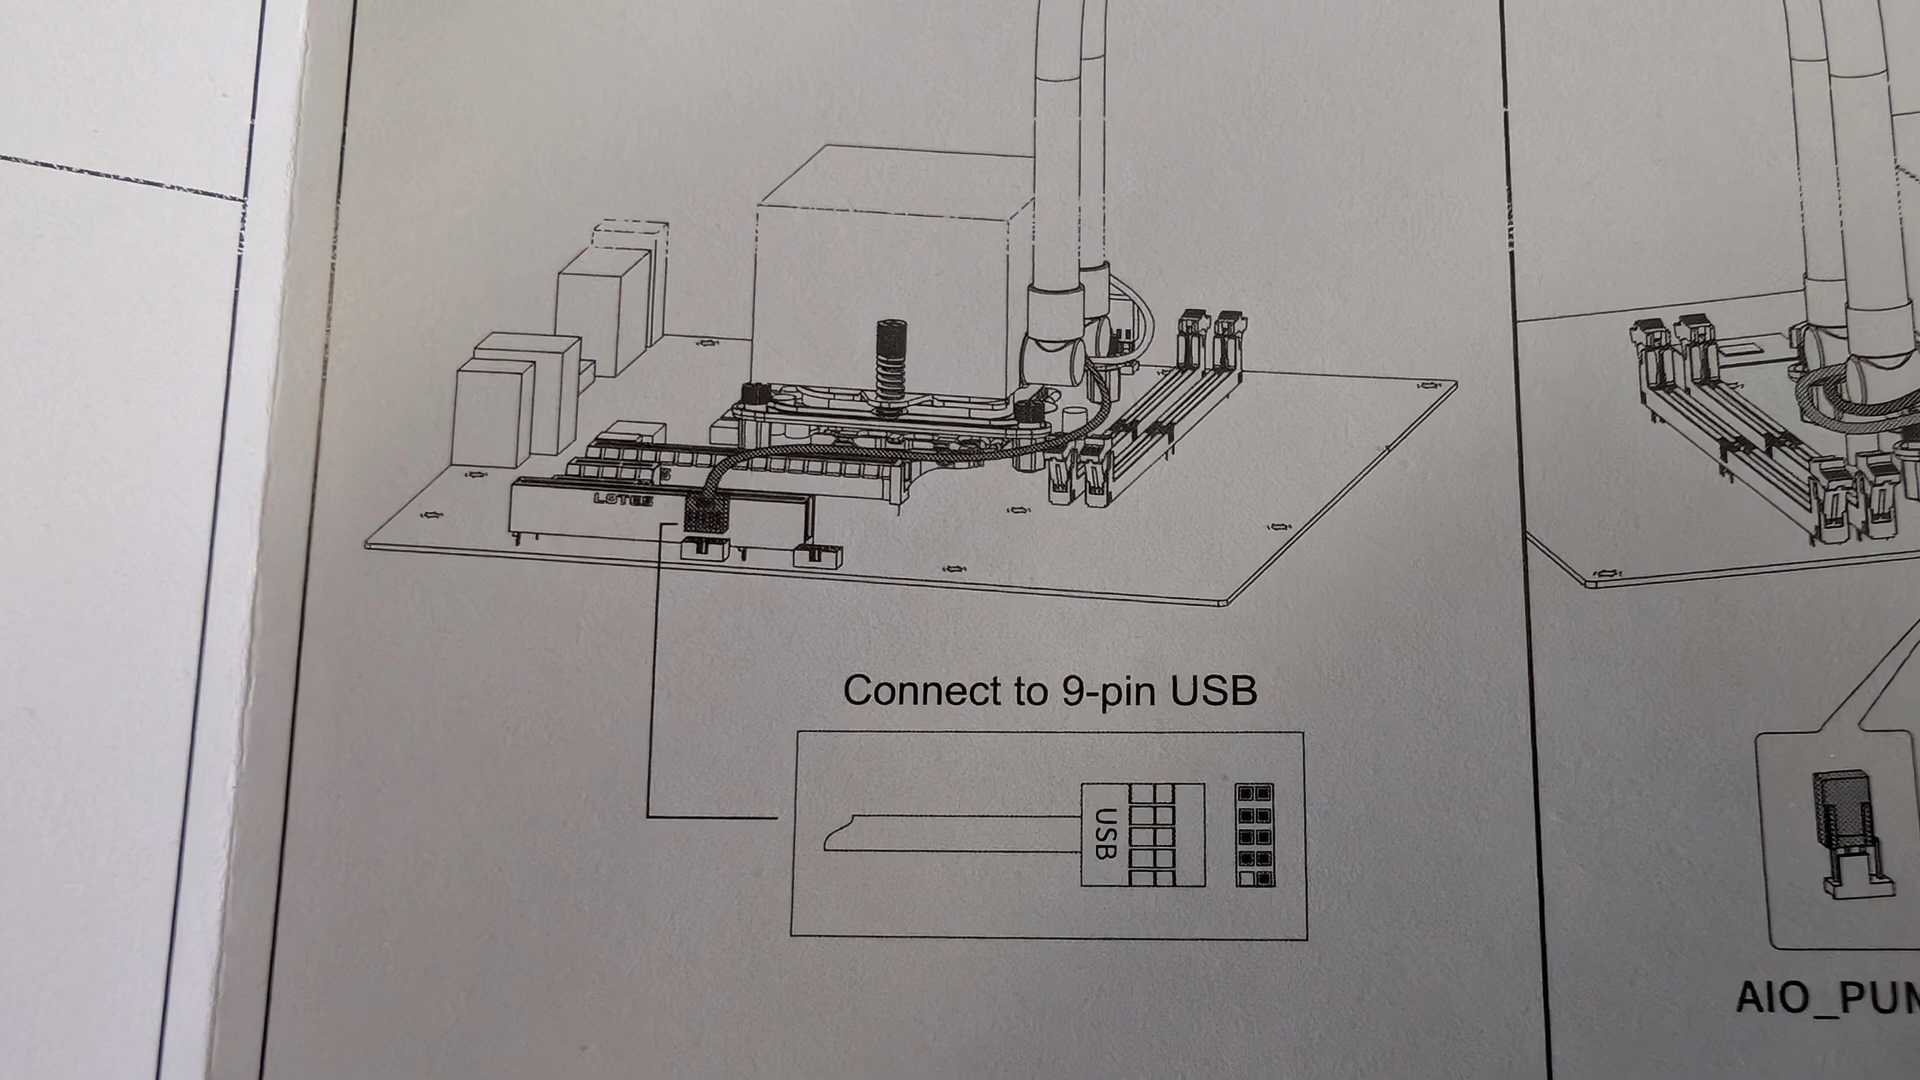 LOTES
Connect to 9-pin USB
USB
AIO_PUM